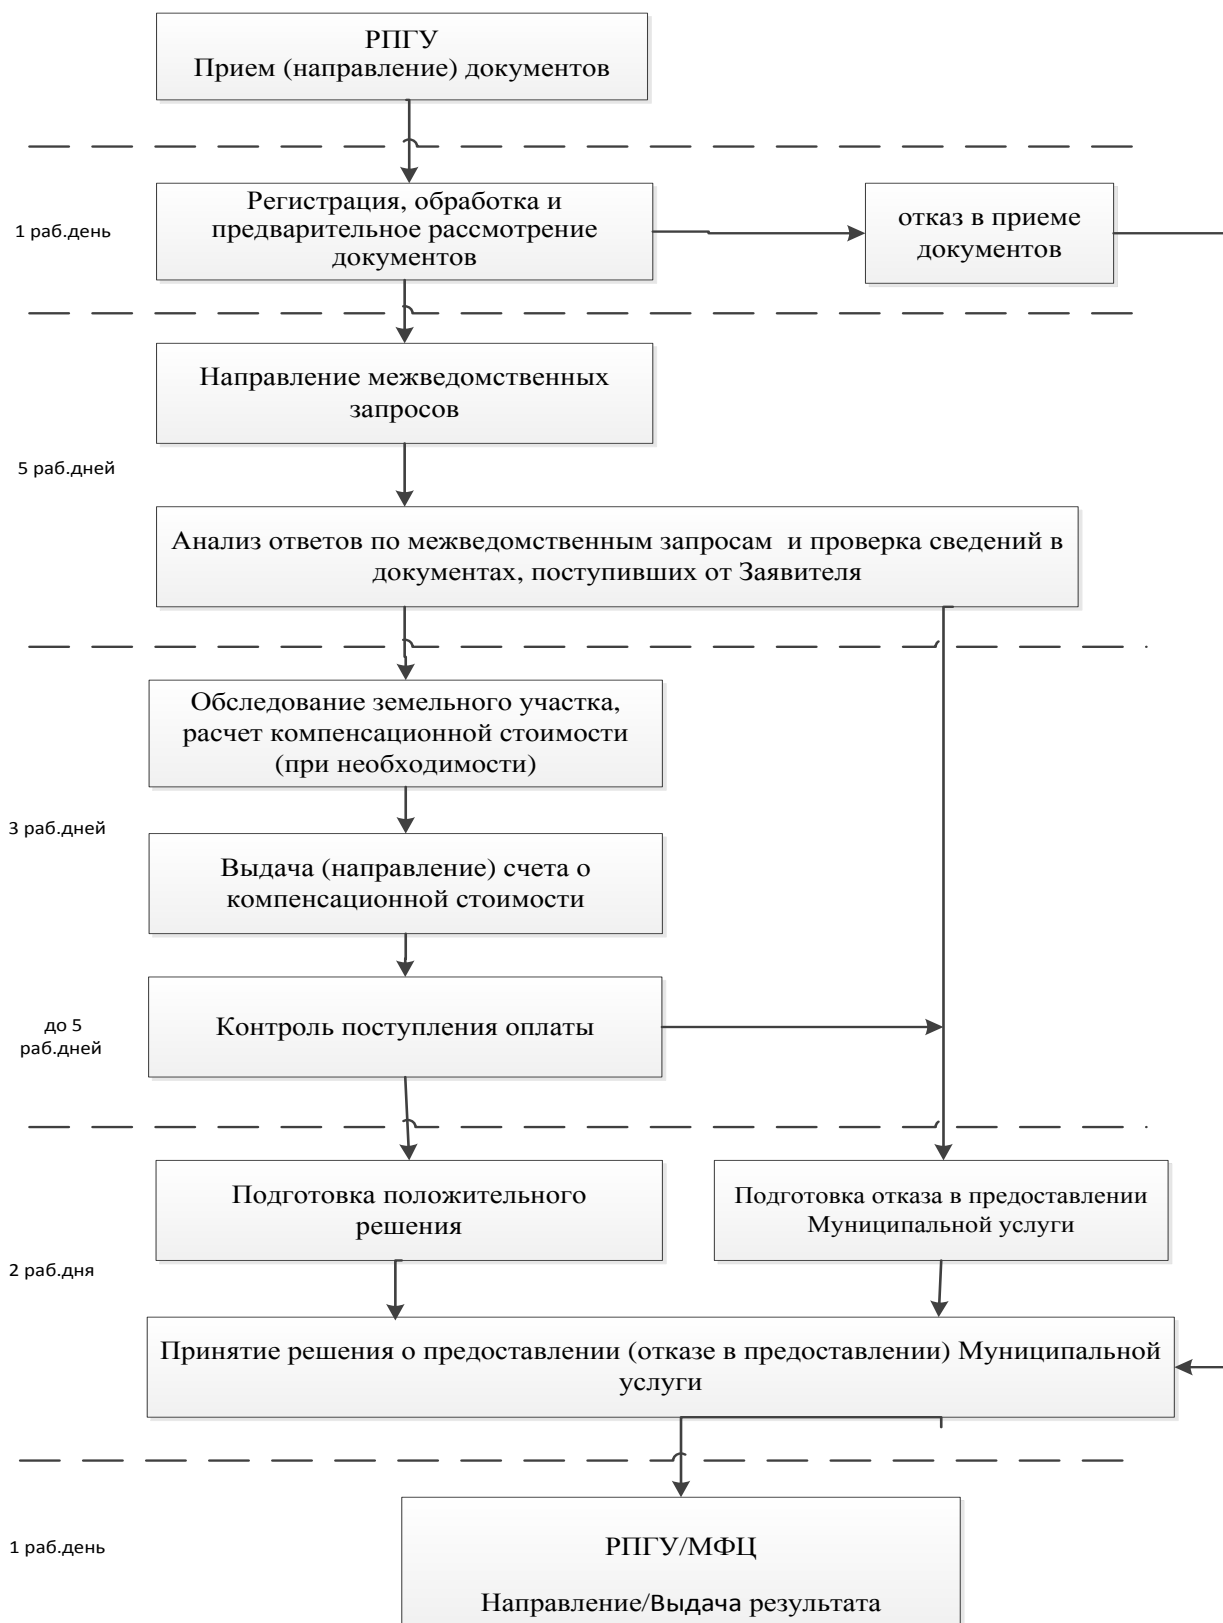 РПГУ
Прием (направление) документов
1 раб.день
Регистрация, обработка и
предварительное рассмотрение
документов
отказ в приеме
документов
Направление межведомственных
запросов
5 раб.дней
Анализ ответов по межведомственным запросам и проверка сведений в
документах, поступивших от Заявителя
Обследование земельного участка,
расчет компенсационной стоимости
(при необходимости)
3 раб.дней
Выдача (направление) счета о
компенсационной стоимости
до 5
раб.дней
Контроль поступления оплаты
Подготовка положительного
решения
Подготовка отказа в предоставлении
Муниципальной услуги
2 раб.дня
Принятие решения о предоставлении (отказе в предоставлении) Муниципальной
услуги
1 раб.день
РПГУ/МФЦ
Направление/Выдача результата